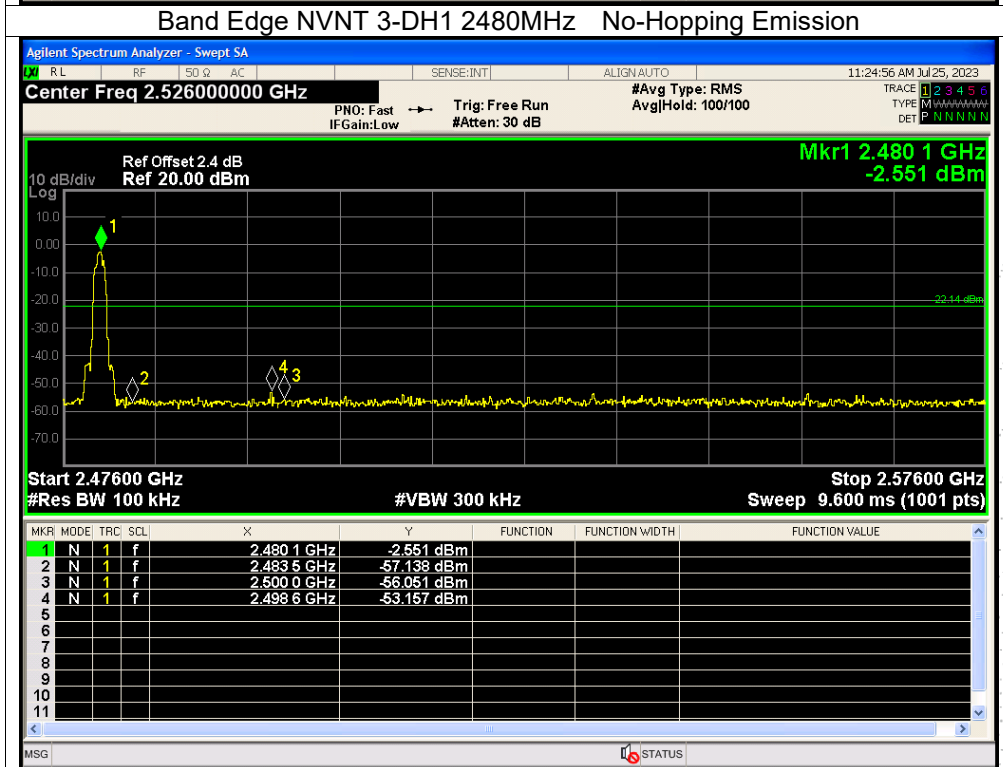 Band Edge NVNT 3-DH1 2480MHz No-Hopping Emission
Agilent Spectrum Analyzer - Swept SA
LXI RL RF 50 Ω AC SENSE:INT ALIGN AUTO 11:24:56 AM Jul 25, 2023
Center Freq 2.526000000 GHz #Avg Type: RMS TRACE 1 2 3 4 5 6
PNO: Fast Trig: Free Run Avg|Hold: 100/100 TYPE M WWWWW
IFGain:Low #Atten: 30 dB DET P N N N N N
Mkr1 2.480 1 GHz
-2.551 dBm
Ref Offset 2.4 dB
10 dB/div Ref 20.00 dBm
Log
10.0
1
0.00
-10.0
-20.0
-22.14 dBm
-30.0
-40.0
-50.0
2
4
3
-60.0
-70.0
Start 2.47600 GHz Stop 2.57600 GHz
#Res BW 100 kHz #VBW 300 kHz Sweep 9.600 ms (1001 pts)
MKR MODE TRC SCL X Y FUNCTION FUNCTION WIDTH FUNCTION VALUE
1 N 1 f 2.480 1 GHz -2.551 dBm
2 N 1 f 2.483 5 GHz -57.138 dBm
3 N 1 f 2.500 0 GHz -56.051 dBm
4 N 1 f 2.498 6 GHz -53.157 dBm
5
6
7
8
9
10
11
MSG STATUS